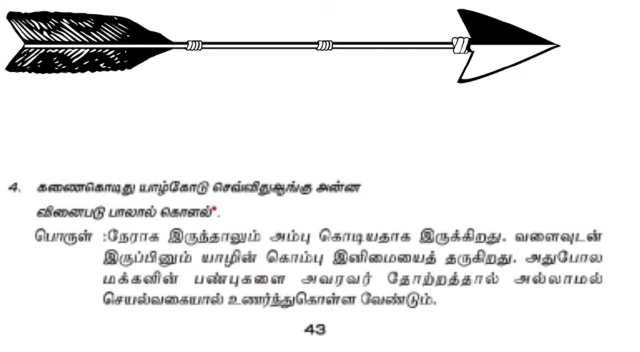 4. கணைகொடிது யாழ்கோடு செவ்விதுஆங்கு அன்ன
வினைபடு பாலால் கொளல்*.
பொருள் :நேராக இருந்தாலும் அம்பு கொடியதாக இருக்கிறது. வளைவுடன்
இருப்பினும் யாழின் கொம்பு இனிமையைத் தருகிறது. அதுபோல
மக்களின் பண்புகளை அவரவர் தோற்றத்தால் அல்லாமல்
செயல்வகையால் உணர்ந்துகொள்ள வேண்டும்.
43